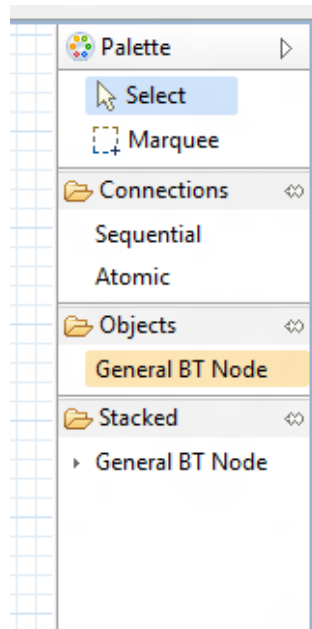 Palette
Select
Marquee
Connections
Sequential
Atomic
Objects
General BT Node
Stacked
General BT Node